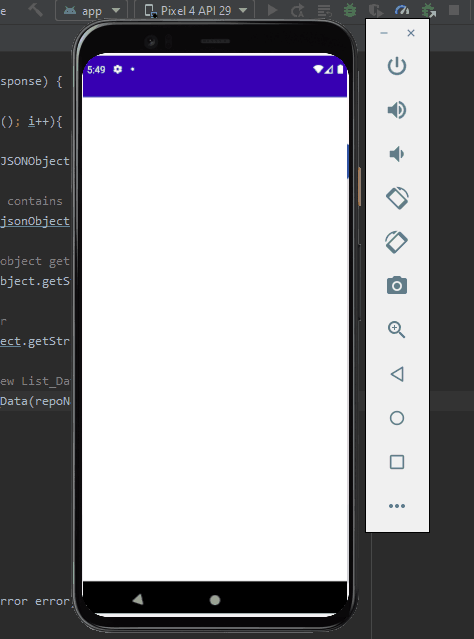 e
app
Pixel 4 API 29
5:49
sponse) {
(); i++){
JSONObject
contains
jsonObject
object get
bject.getS
r
ect.getStr
ew List_Da
Data(repoN
rror error